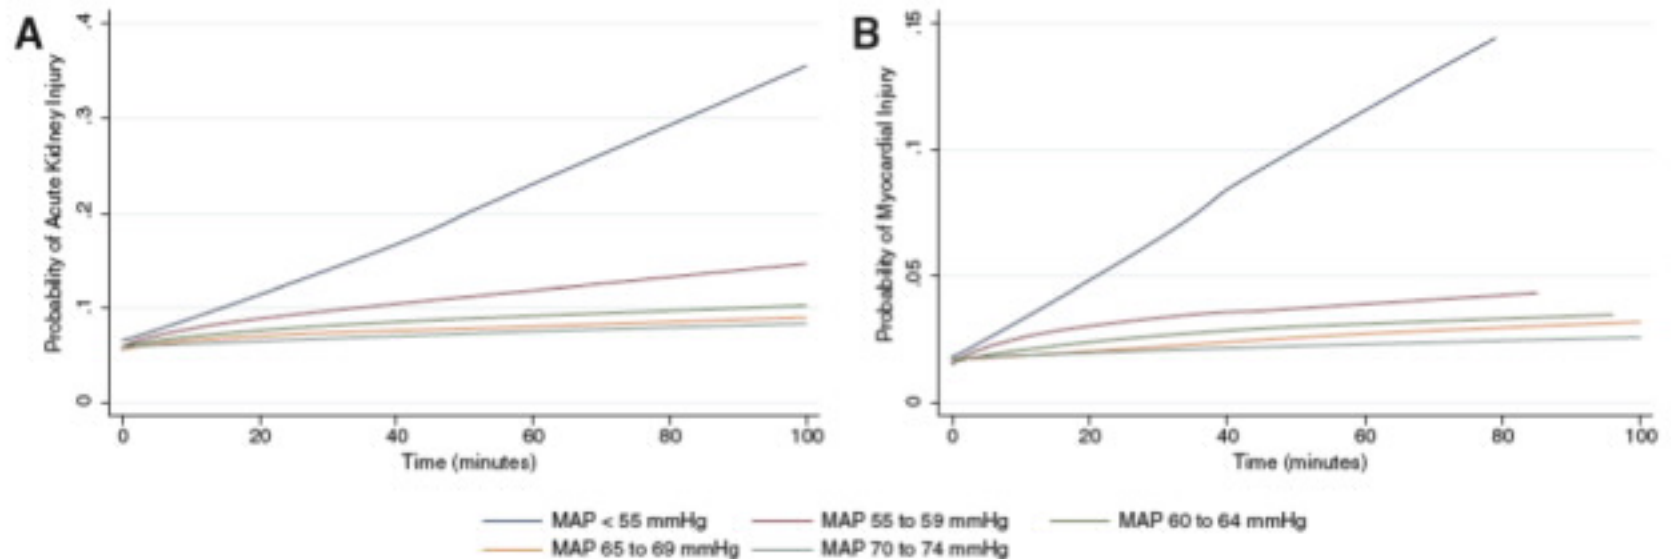 A
Probability of Acute Kidney Injury
.4
.3
.2
.1
0
0 20 40 60 80 100
Time (minutes)
B
Probability of Myocardial Injury
.15
.1
.05
0
0 20 40 60 80 100
Time (minutes)
MAP < 55 mmHg MAP 55 to 59 mmHg MAP 60 to 64 mmHg
MAP 65 to 69 mmHg MAP 70 to 74 mmHg